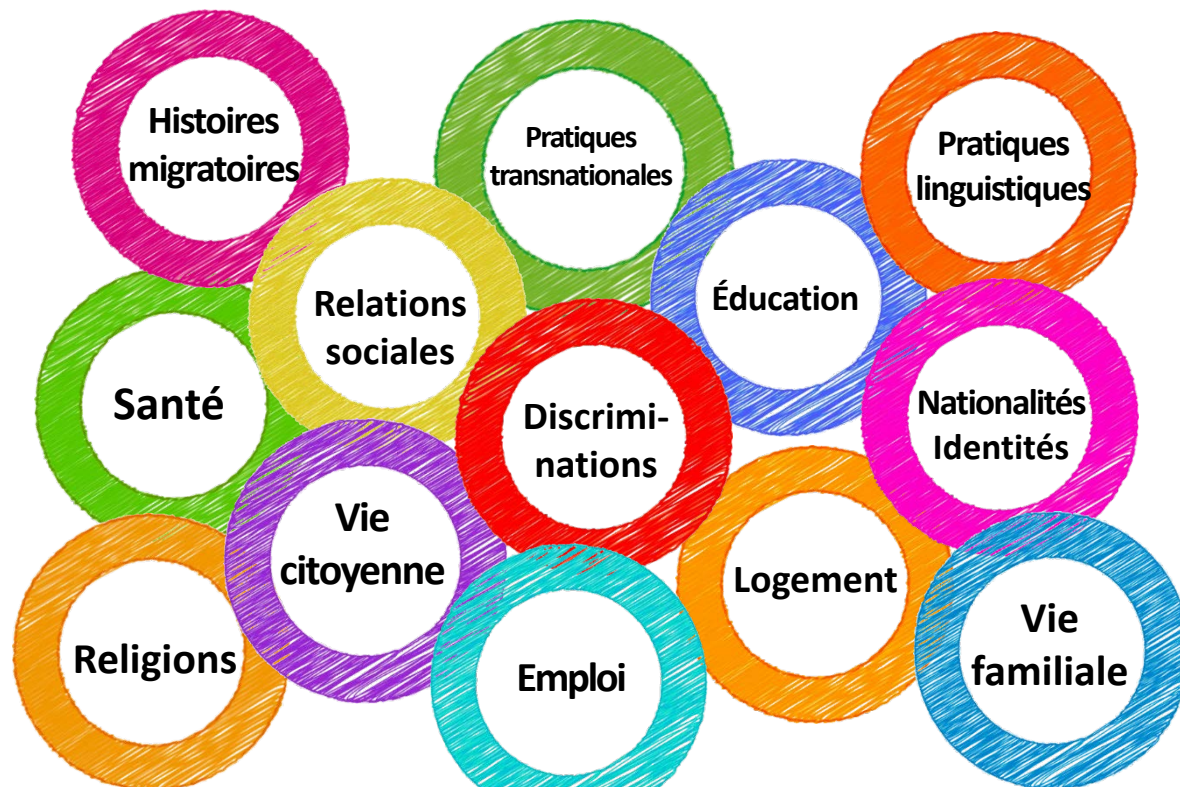 Histoires
migratoires
Pratiques
transnationales
Pratiques
linguistiques
Relations
sociales
Éducation
Santé
Discrimi-
nations
Nationalités
Identités
Vie
citoyenne
Logement
Religions
Emploi
Vie
familiale